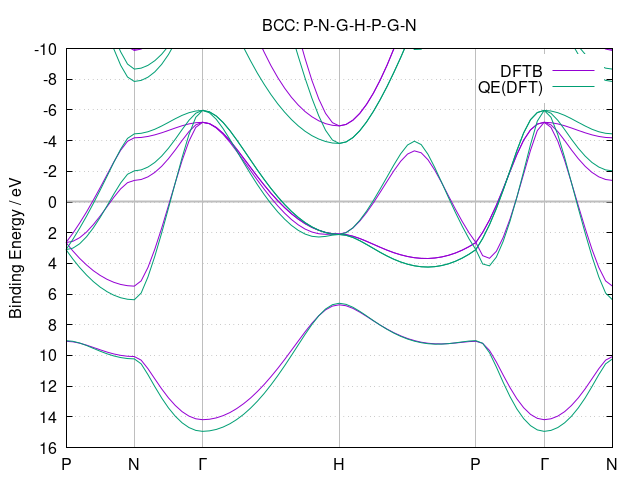 BCC: P-N-G-H-P-G-N
Binding Energy / eV
-10
-8
-6
-4
-2
0
2
4
6
8
10
12
14
16
DFTB
QE(DFT)
P N Γ H P Γ N